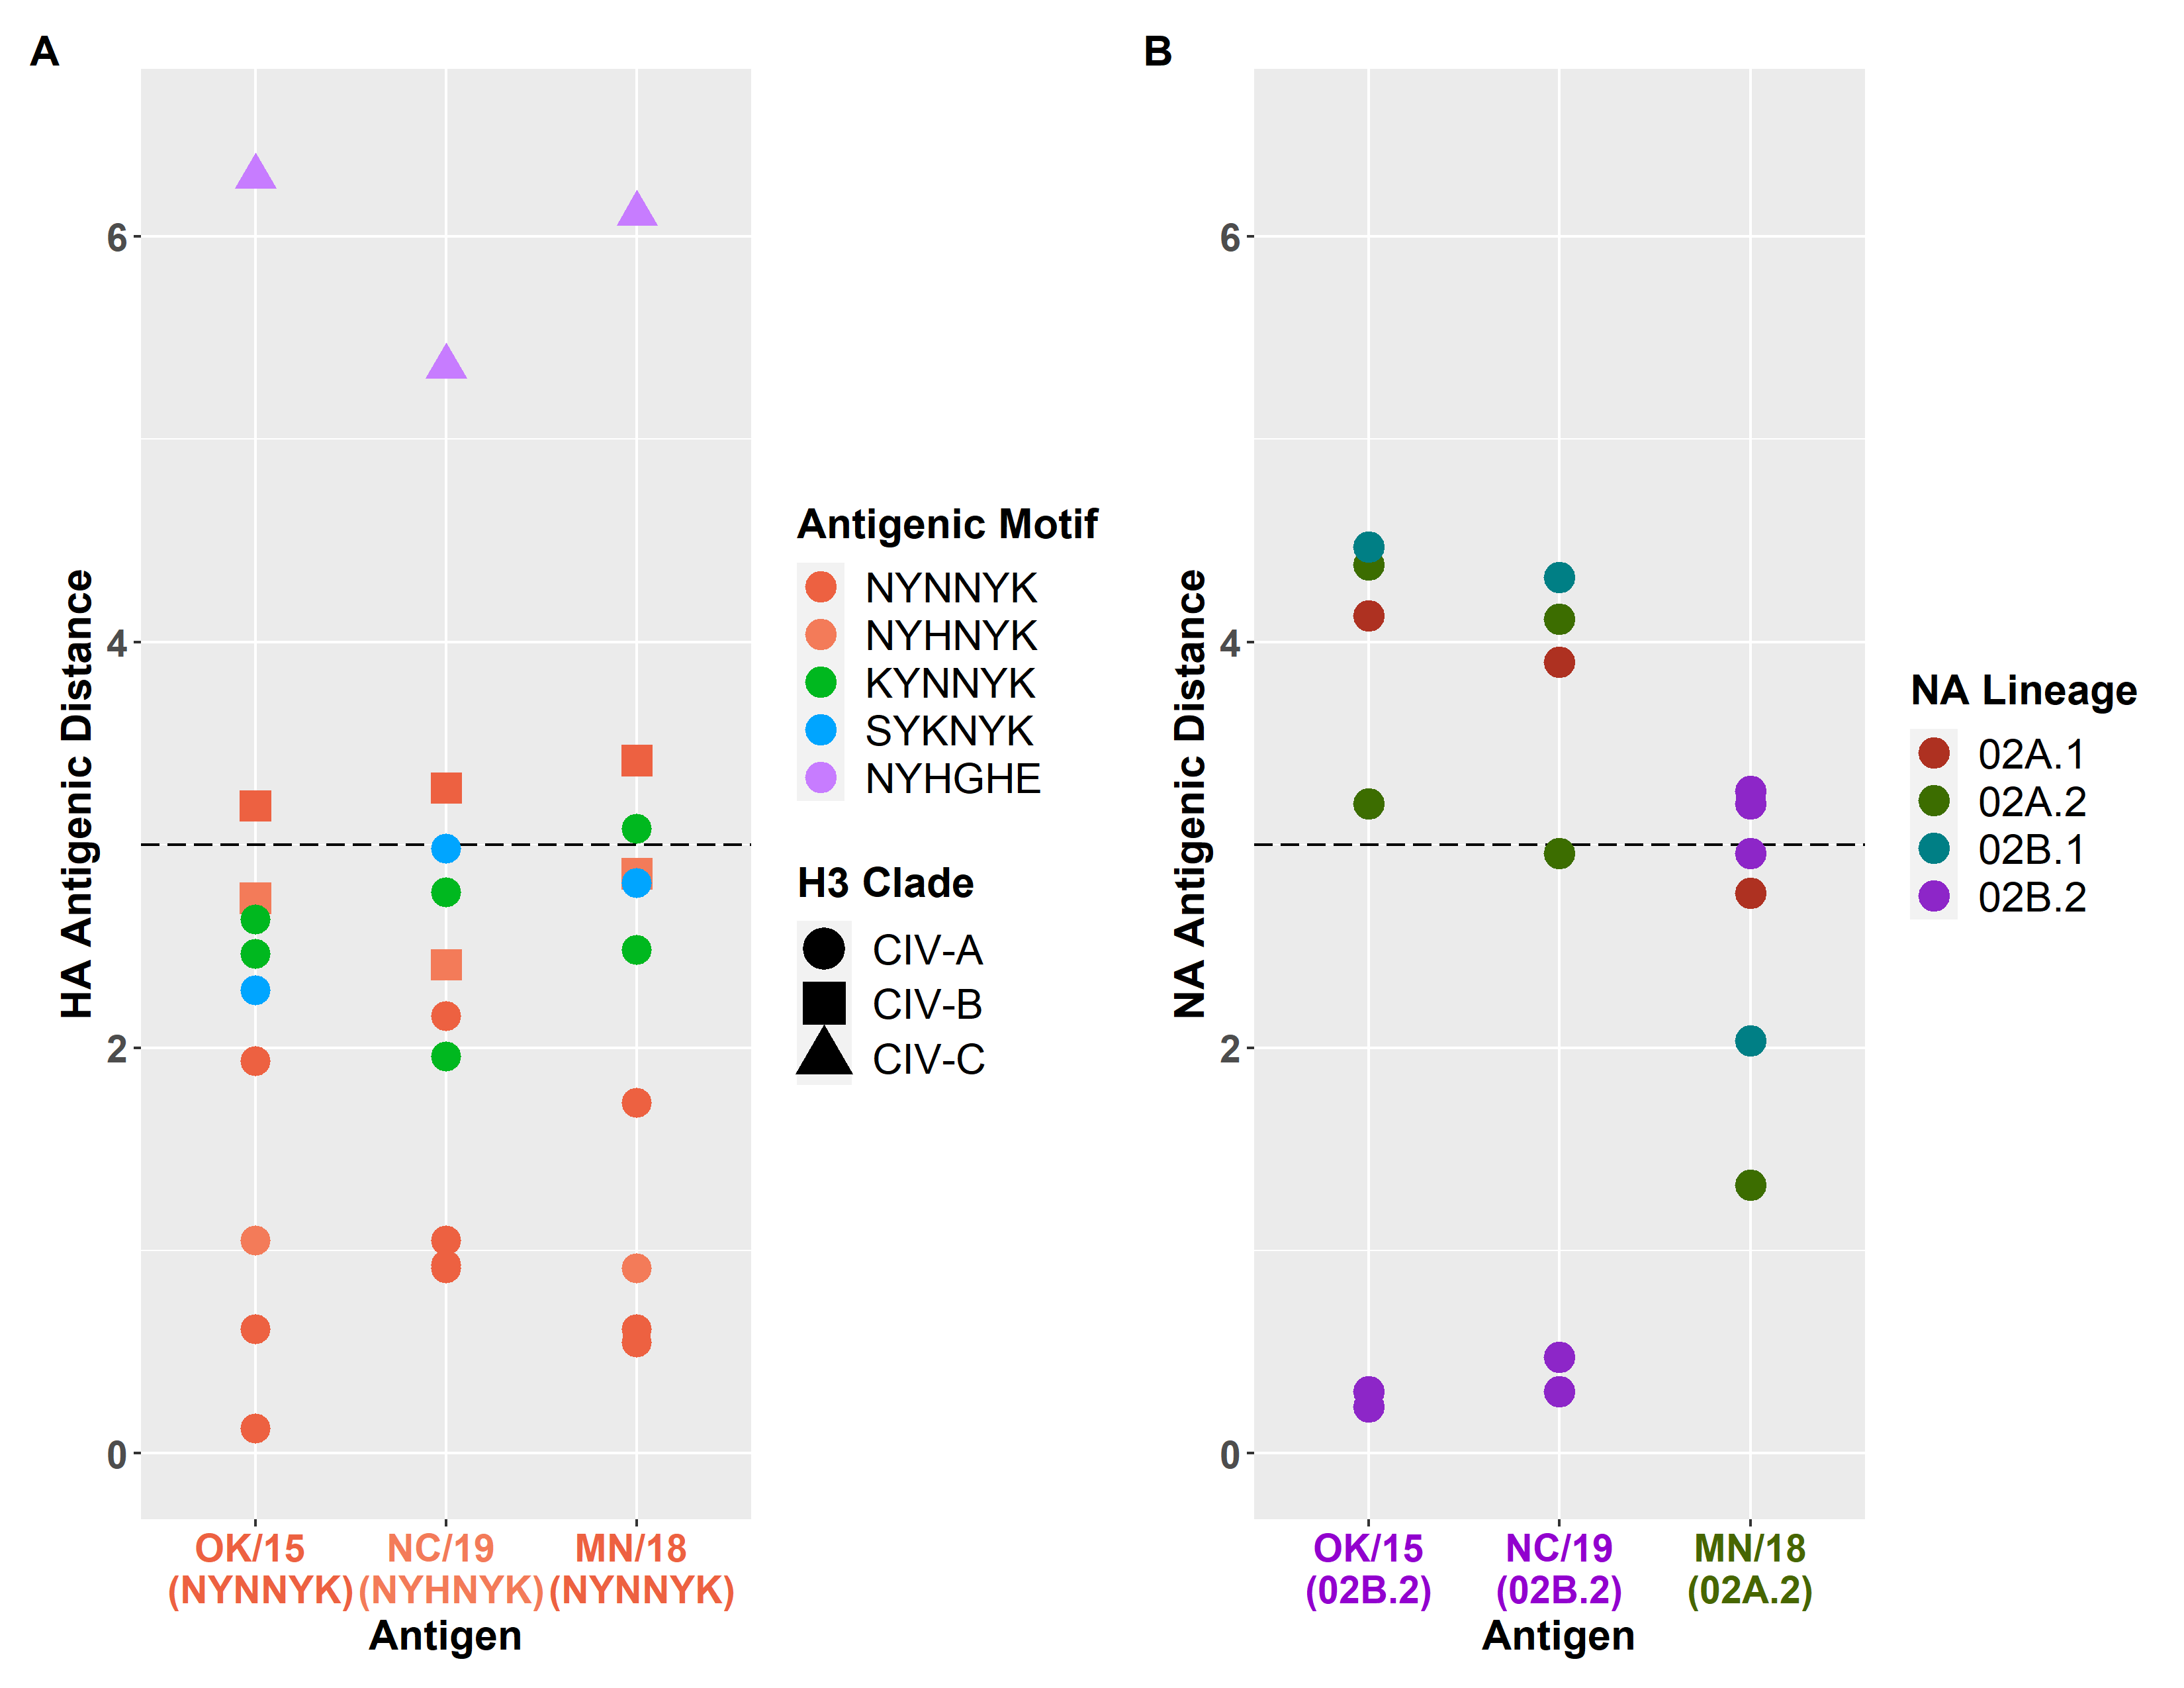 A
HA Antigenic Distance
6
4
2
0
OK/15
(NYNNYK)
NC/19
(NYHNYK)
MN/18
(NYNNYK)
Antigen
Antigenic Motif
NYNNYK
NYHNYK
KYNNYK
SYKNYK
NYHGHE
H3 Clade
CIV-A
CIV-B
CIV-C
B
NA Antigenic Distance
6
4
2
0
OK/15
(02B.2)
NC/19
(02B.2)
MN/18
(02A.2)
Antigen
NA Lineage
02A.1
02A.2
02B.1
02B.2